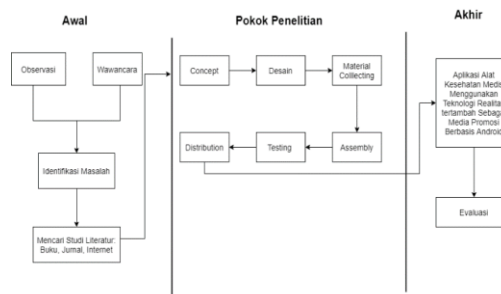 Awal
Pokok Penelitian
Akhir
Observasi
Wawancara
Identifikasi Masalah
Mencari Studi Literatur:
Buku, Jurnal, Internet
Concept
Desain
Material
Collecting
Distribution
Testing
Assembly
Aplikasi Alat
Kesehatan Medis
Menggunakan
Teknologi Realitas
tertambah Sebagai
Media Promosi
Berbasis Android
Evaluasi